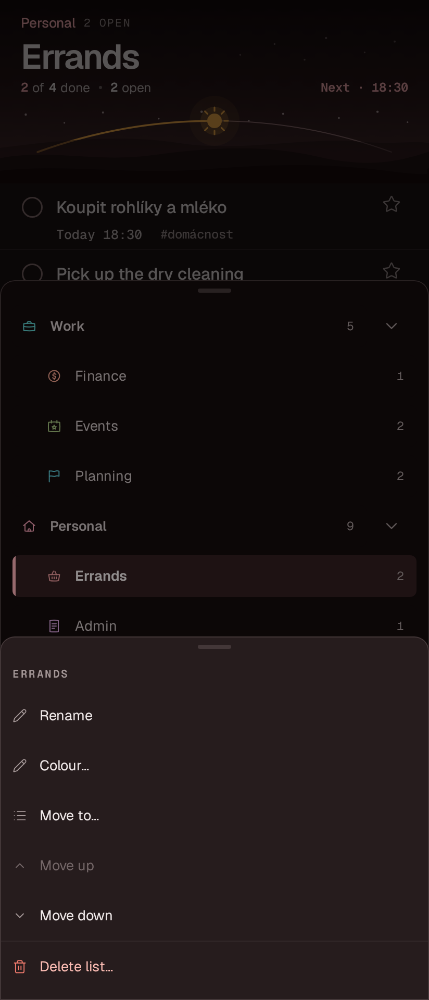 Personal 2 OPEN
Errands
2 of 4 done · 2 open
Next · 18:30
Koupit rohlíky a mléko
Today 18:30 #domácnost
Pick up the dry cleaning
Work 5
Finance 1
Events 2
Planning 2
Personal 9
Errands 2
Admin 1
ERRANDS
Rename
Colour…
Move to…
Move up
Move down
Delete list…